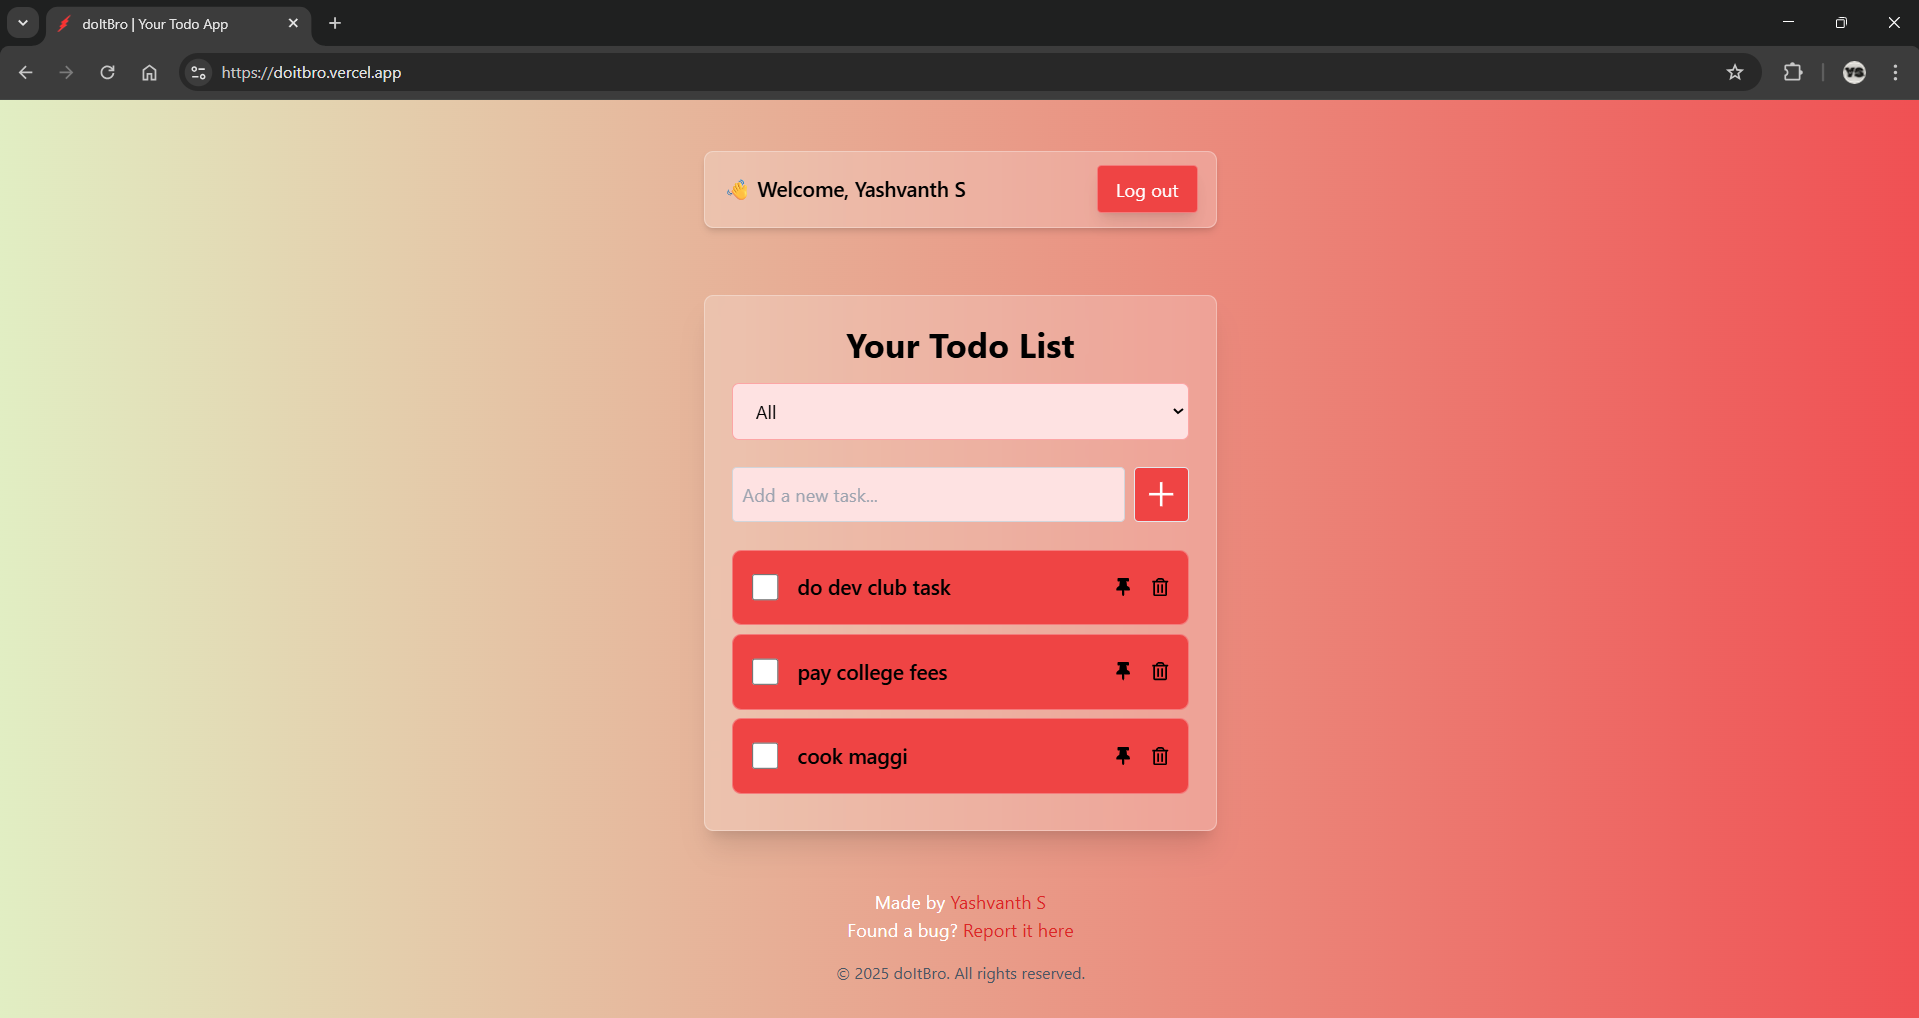 doItBro | Your Todo App
https://doitbro.vercel.app
👋 Welcome, Yashvanth S
Log out
Your Todo List
All
Add a new task...
do dev club task
pay college fees
cook maggi
Made by Yashvanth S
Found a bug? Report it here
© 2025 doItBro. All rights reserved.